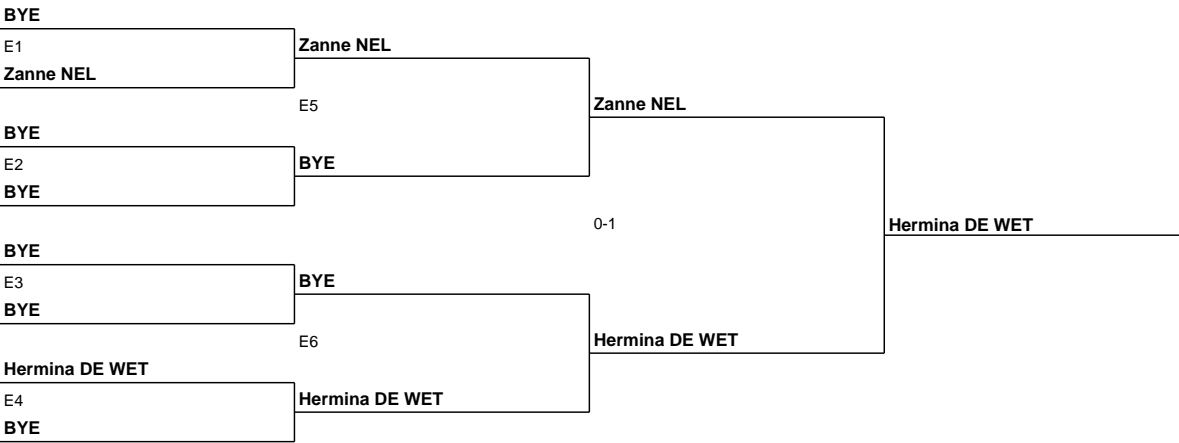 BYE
E1
Zanne NEL
Zanne NEL
E5
Zanne NEL
BYE
E2
BYE
BYE
0-1
Hermina DE WET
BYE
E3
BYE
BYE
E6
Hermina DE WET
Hermina DE WET
E4
Hermina DE WET
BYE